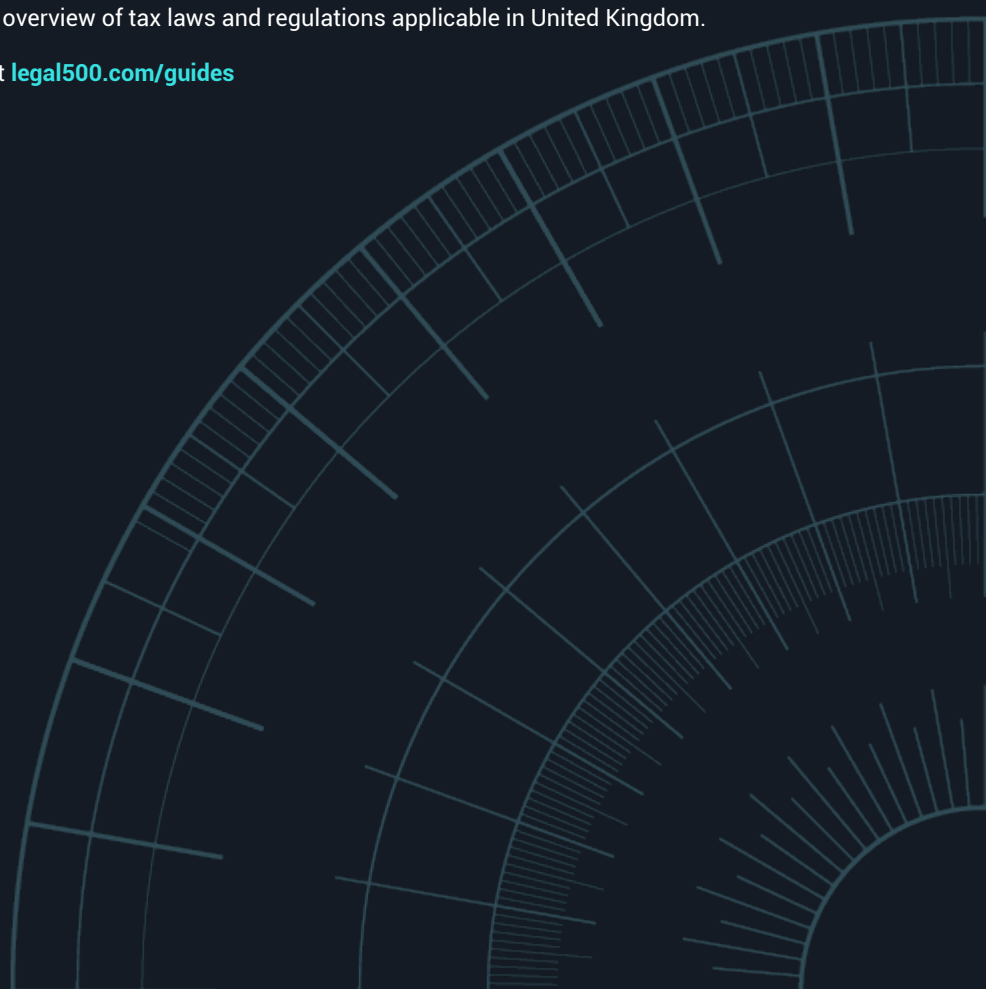 overview of tax laws and regulations applicable in United Kingdom.
legal500.com/guides